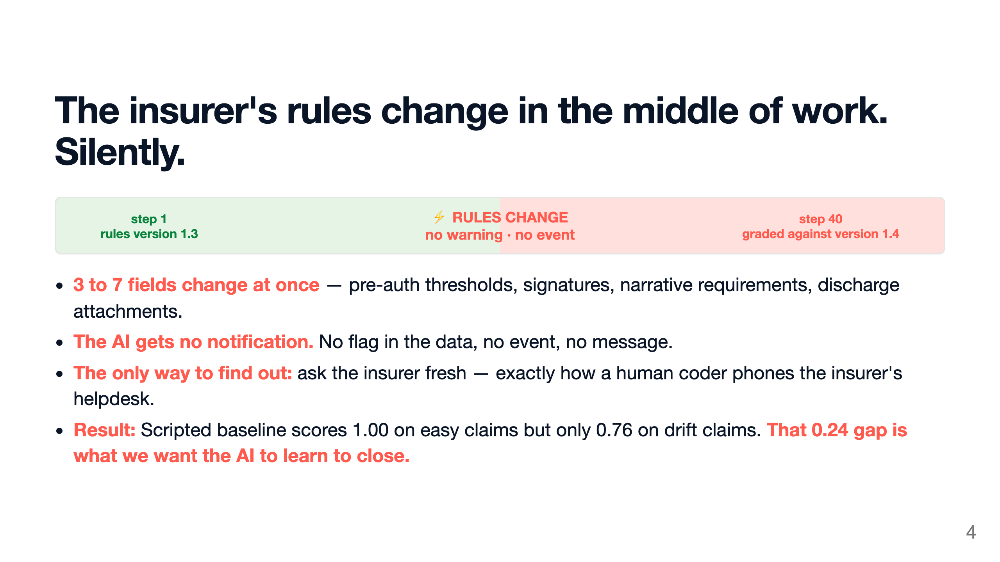 The insurer's rules change in the middle of work.
Silently.
step 1
rules version 1.3
⚡ RULES CHANGE
no warning · no event
step 40
graded against version 1.4
• 3 to 7 fields change at once — pre-auth thresholds, signatures, narrative requirements, discharge
attachments.
• The AI gets no notification. No flag in the data, no event, no message.
• The only way to find out: ask the insurer fresh — exactly how a human coder phones the insurer's
helpdesk.
• Result: Scripted baseline scores 1.00 on easy claims but only 0.76 on drift claims. That 0.24 gap is
what we want the AI to learn to close.
4